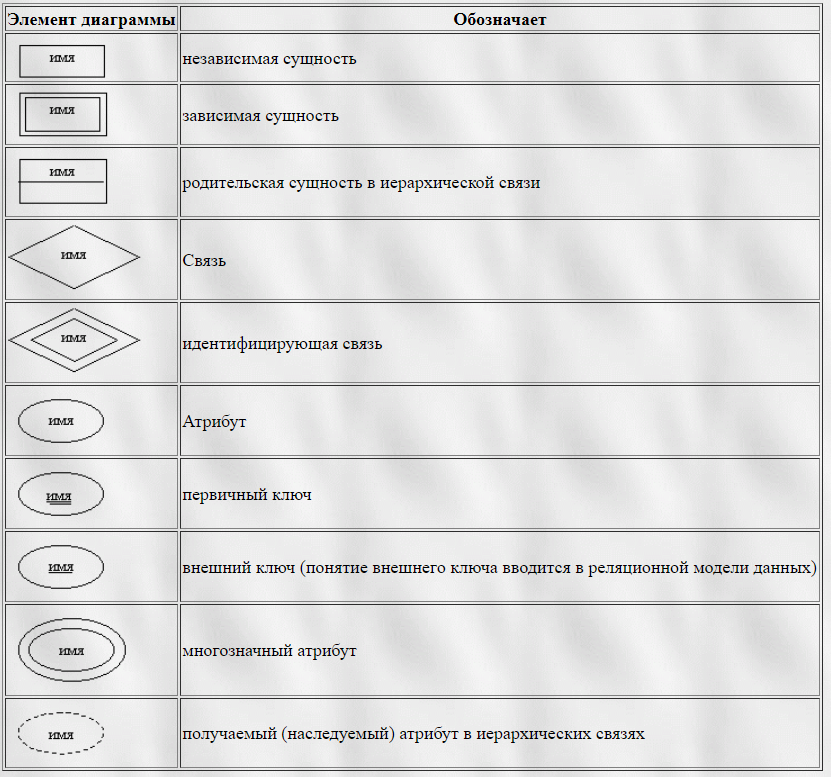 Элемент диаграммы Обозначает
имя независимая сущность
имя зависимая сущность
имя родительская сущность в иерархической связи
имя Связь
имя идентифицирующая связь
имя Атрибут
имя первичный ключ
имя внешний ключ (понятие внешнего ключа вводится в реляционной модели данных)
имя многозначный атрибут
имя получаемый (наследуемый) атрибут в иерархических связях